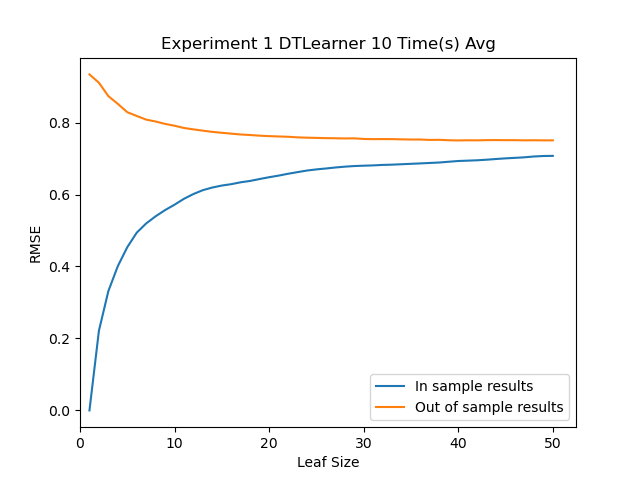 Experiment 1 DTLearner 10 Time(s) Avg
RMSE
0.8
0.6
0.4
0.2
0.0
0 10 20 30 40 50
Leaf Size
In sample results
Out of sample results